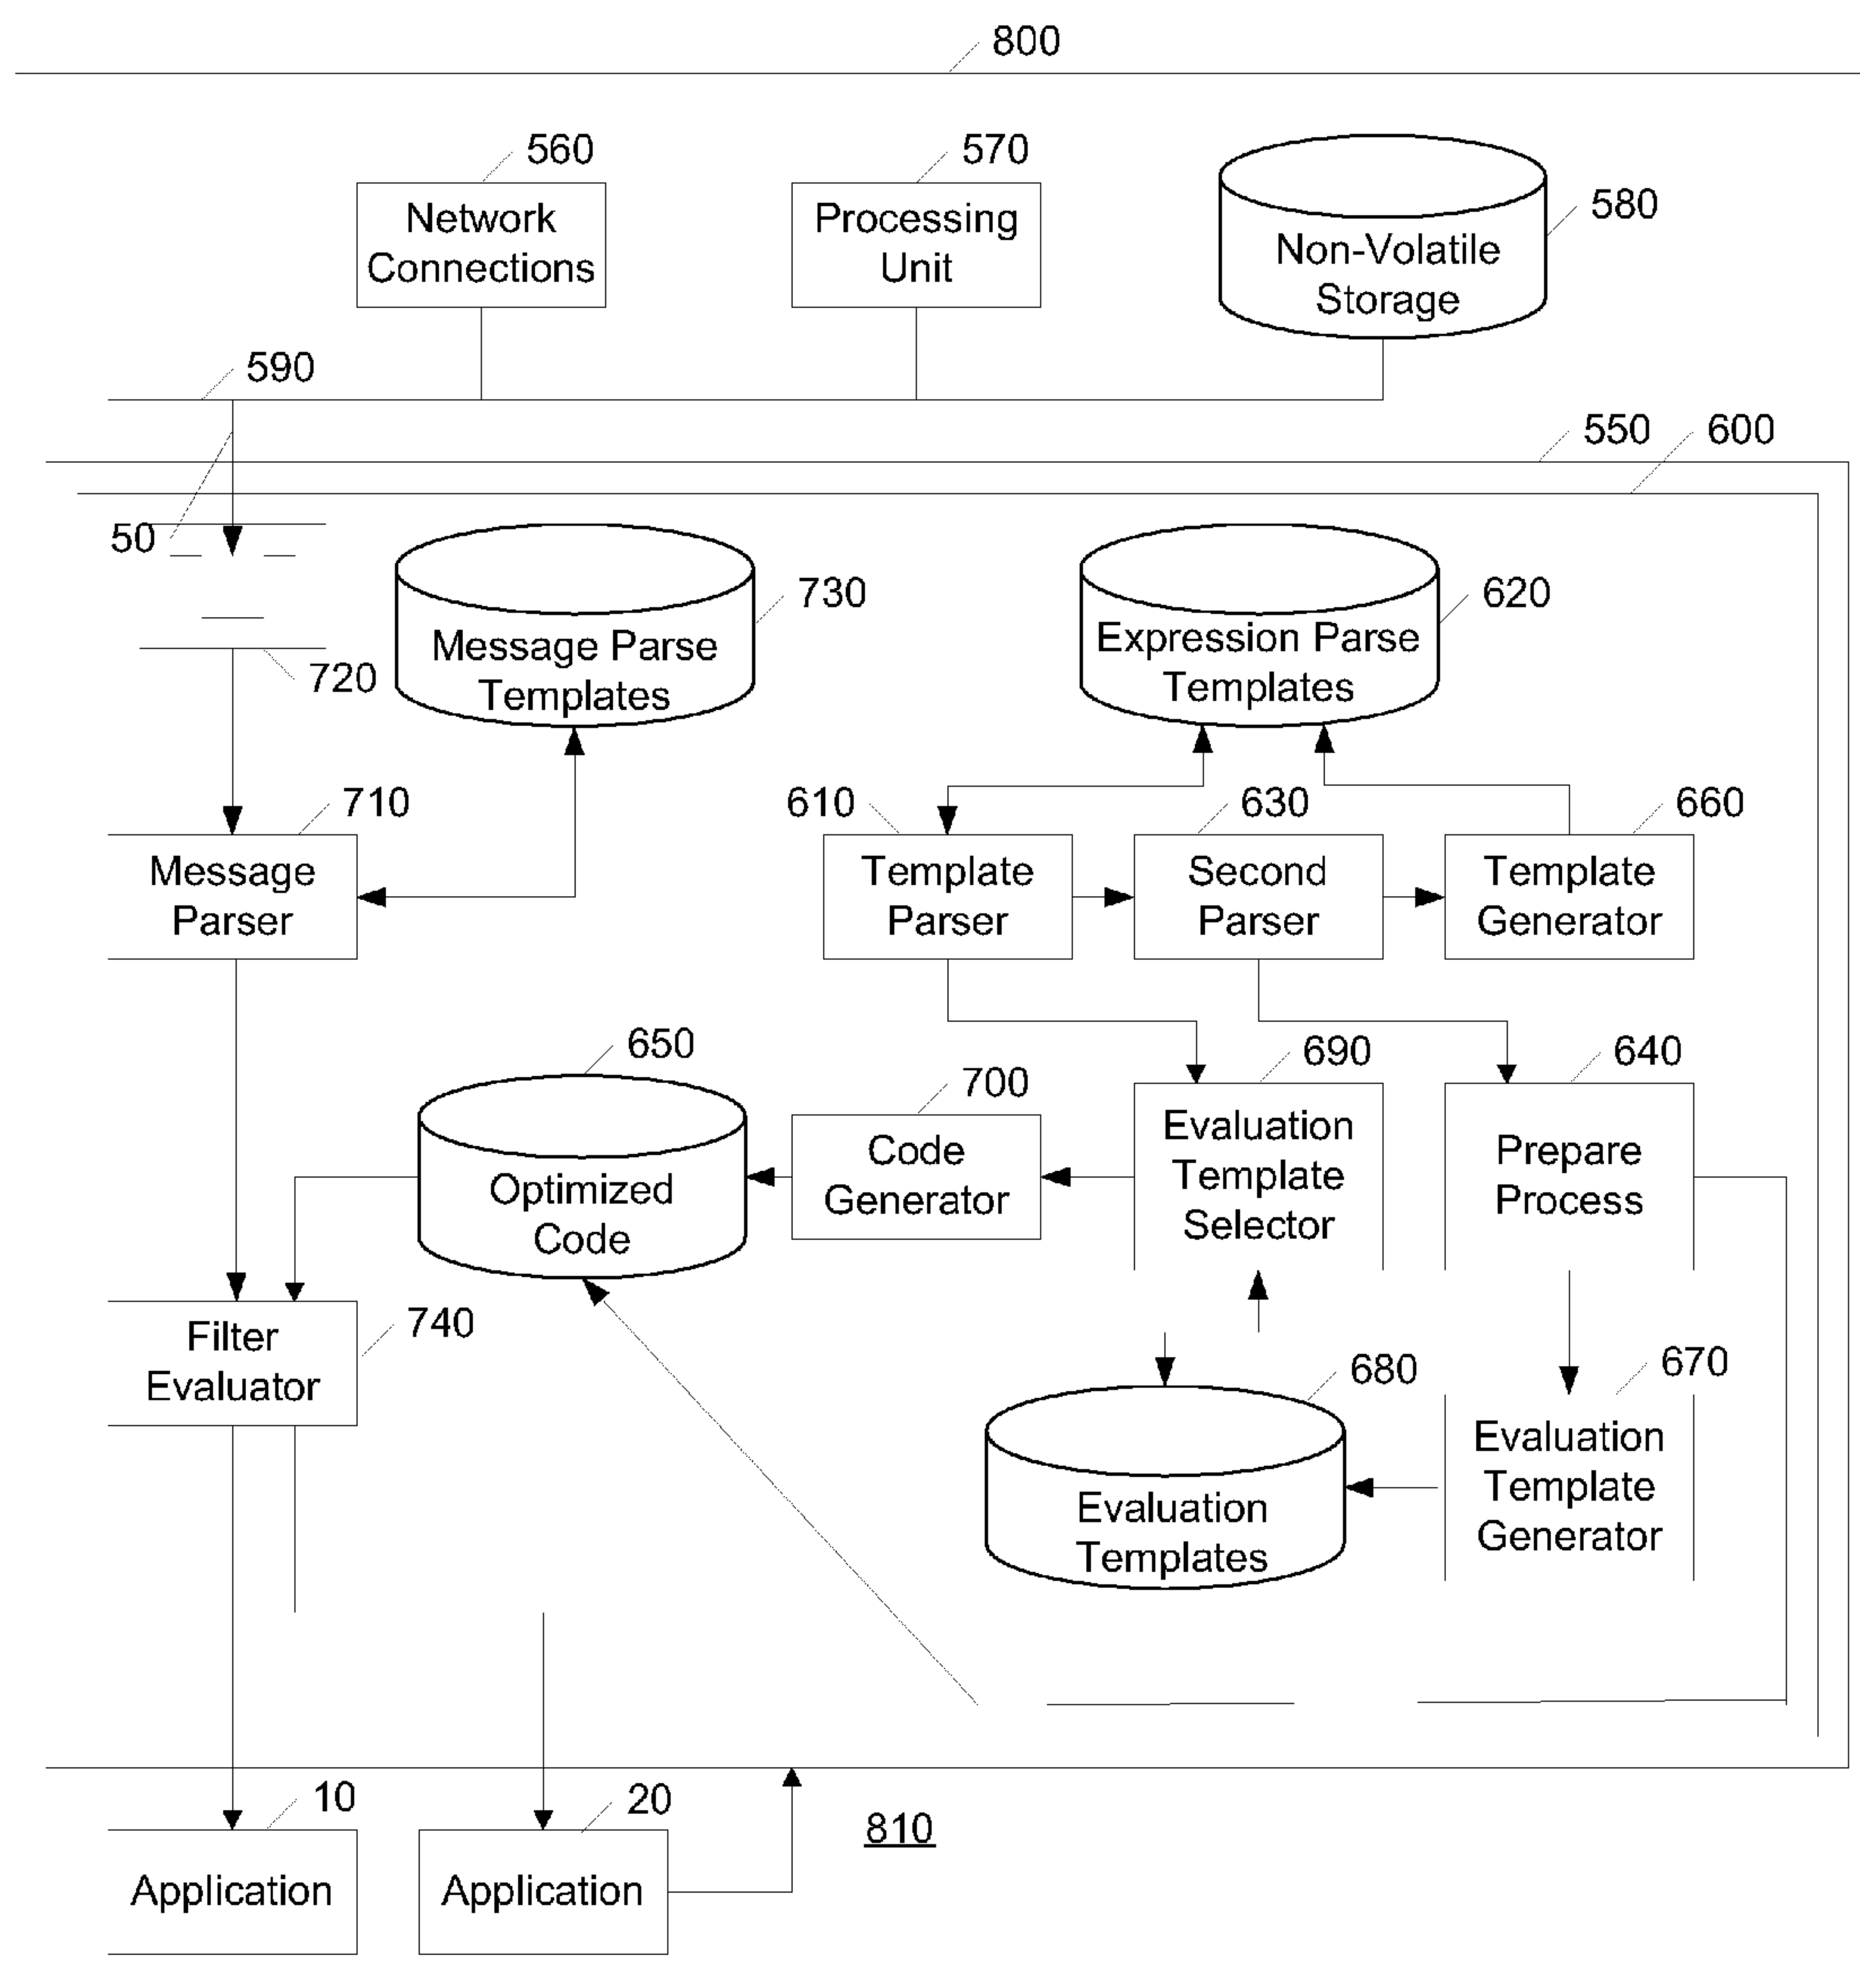 800
560
570
580
Network
Connections
Processing
Unit
Non-Volatile
Storage
590
550
600
50
730
620
Message Parse
Templates
Expression Parse
Templates
720
710
610
630
660
Message
Parser
Template
Parser
Second
Parser
Template
Generator
650
700
690
640
Optimized
Code
Code
Generator
Evaluation
Template
Selector
Prepare
Process
740
Filter
Evaluator
680
670
Evaluation
Templates
Evaluation
Template
Generator
10
20
810
Application
Application